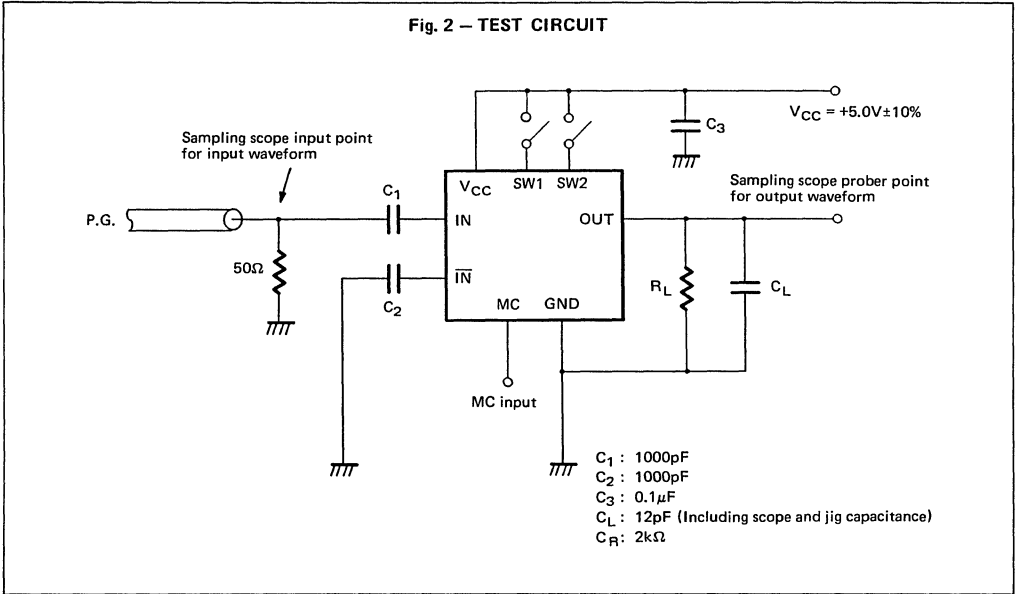 Fig. 2 — TEST CIRCUIT
VCC = +5.0V±10%
C3
Sampling scope input point
for input waveform
VCC
SW1
SW2
Sampling scope prober point
for output waveform
C1
P.G.
IN
OUT
50Ω
IN
C2
RL
CL
MC
GND
MC input
C1 : 1000pF
C2 : 1000pF
C3 : 0.1μF
CL : 12pF (Including scope and jig capacitance)
CR: 2kΩ